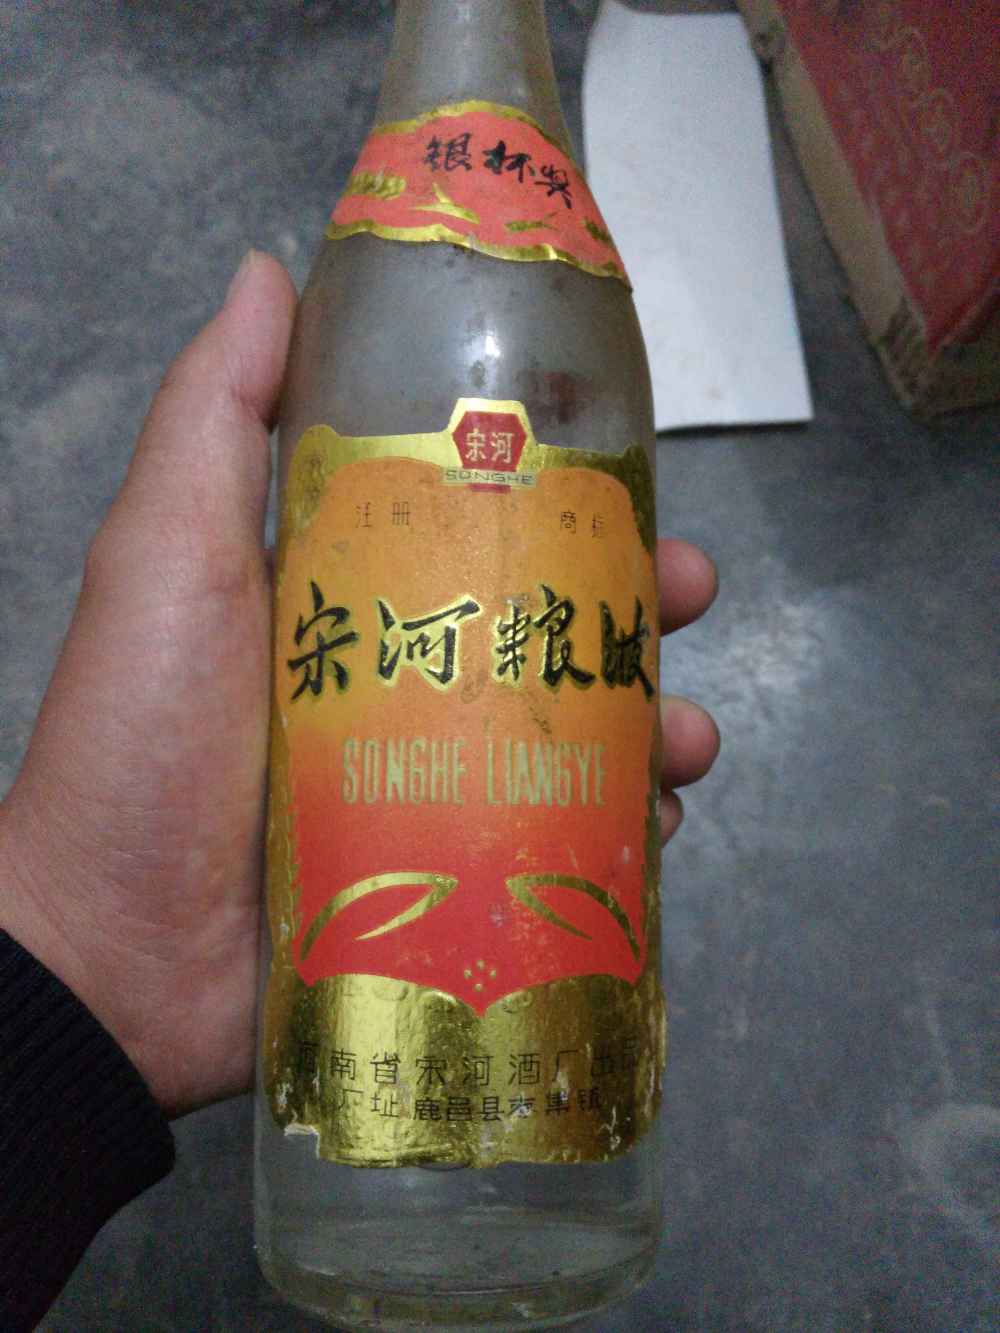 银杯奖
宋河
SONGHE
注册 商标
宋河粮液
SONGHE LIANGYE
河南省宋河酒厂出品
厂址 鹿邑县枣集镇